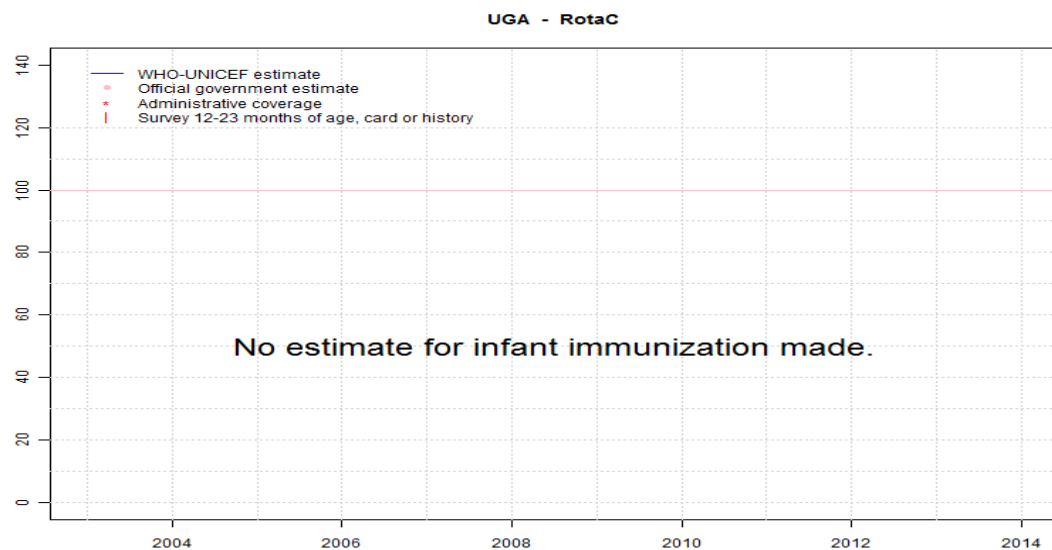 UGA - RotaC
WHO-UNICEF estimate
Official government estimate
Administrative coverage
Survey 12-23 months of age, card or history
140
120
100
80
60
40
20
0
No estimate for infant immunization made.
2004
2006
2008
2010
2012
2014